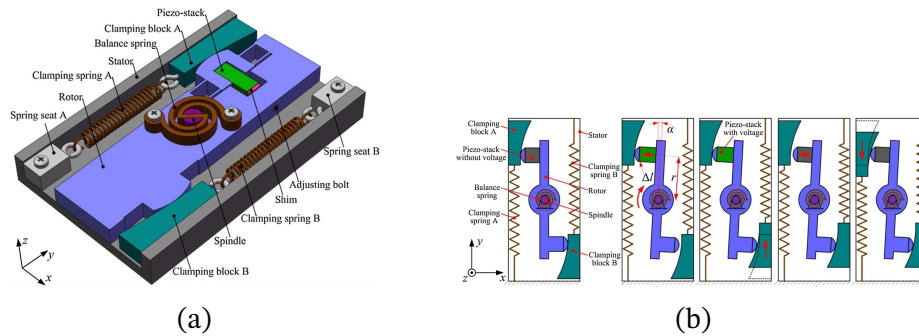 Piezo-stack
Clamping block A
Balance spring
Stator
Clamping spring A
Rotor
Spring seat A
Spring seat B
Adjusting bolt
Shim
Clamping spring B
Spindle
Clamping block B
z
y
x
(a)
Clamping block A
Piezo-stack without voltage
Balance spring
Clamping spring A
Stator
Clamping spring B
Rotor
Spindle
Clamping block B
y
z
x
α
Δl
r
Piezo-stack
with voltage
(b)